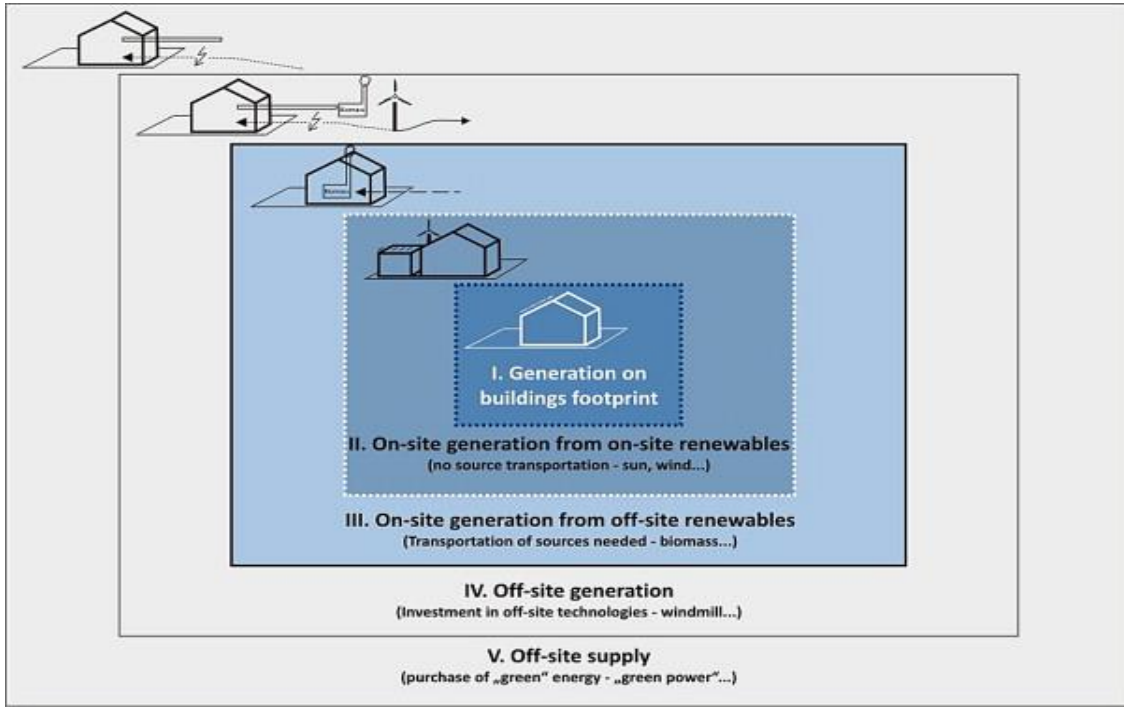 Biomass
Biomass
I. Generation on
buildings footprint
II. On-site generation from on-site renewables
(no source transportation - sun, wind...)
III. On-site generation from off-site renewables
(Transportation of sources needed - biomass...)
IV. Off-site generation
(Investment in off-site technologies - windmill...)
V. Off-site supply
(purchase of „green“ energy - „green power“...)